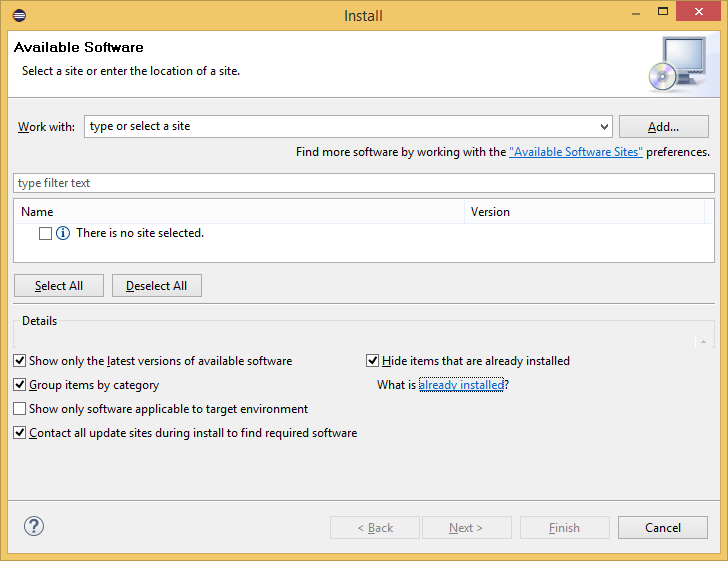 Install
Available Software
Select a site or enter the location of a site.
Work with: type or select a site Add...
Find more software by working with the "Available Software Sites" preferences.
type filter text
Name Version
There is no site selected.
Select All Deselect All
Details
Show only the latest versions of available software Hide items that are already installed
Group items by category What is already installed?
Show only software applicable to target environment
Contact all update sites during install to find required software
? < Back Next > Finish Cancel